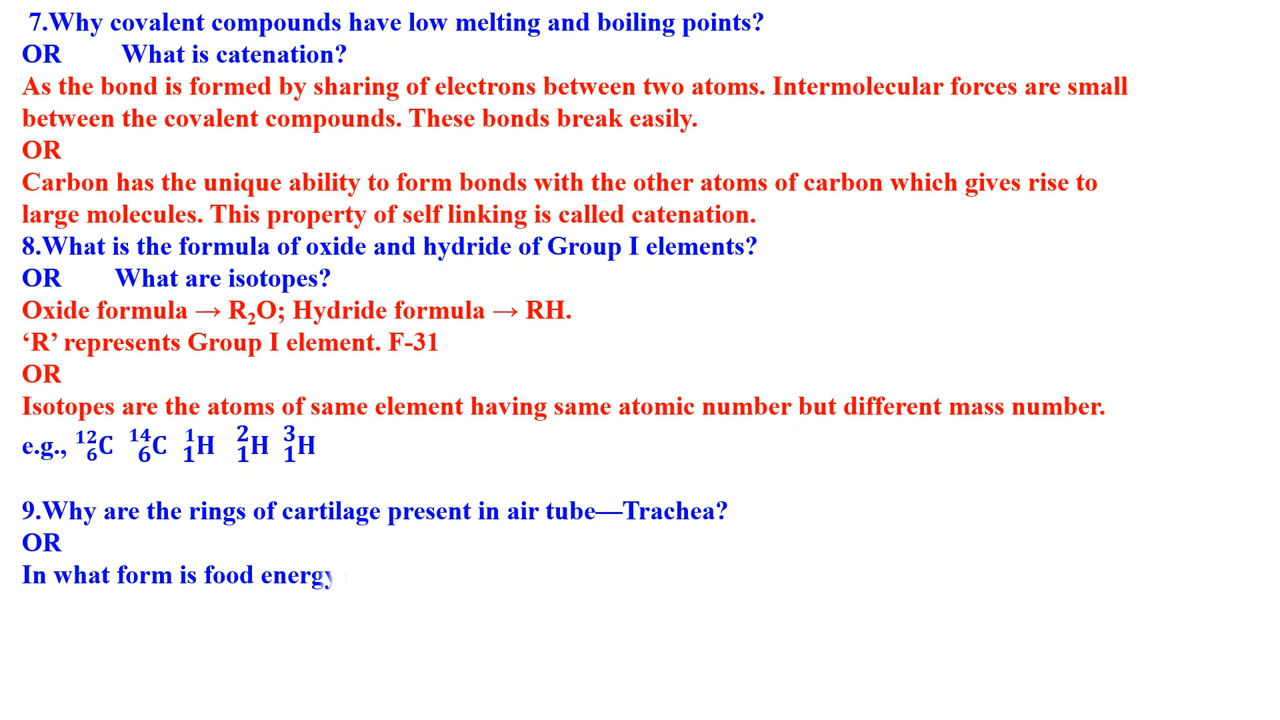 7.Why covalent compounds have low melting and boiling points?
OR What is catenation?
As the bond is formed by sharing of electrons between two atoms. Intermolecular forces are small
between the covalent compounds. These bonds break easily.
OR
Carbon has the unique ability to form bonds with the other atoms of carbon which gives rise to
large molecules. This property of self linking is called catenation.
8.What is the formula of oxide and hydride of Group I elements?
OR What are isotopes?
Oxide formula → R₂O; Hydride formula → RH.
‘R’ represents Group I element. F-31
OR
Isotopes are the atoms of same element having same atomic number but different mass number.
e.g., ¹²₆C ¹⁴₆C ¹₁H ²₁H ³₁H
9.Why are the rings of cartilage present in air tube—Trachea?
OR
In what form is food energy